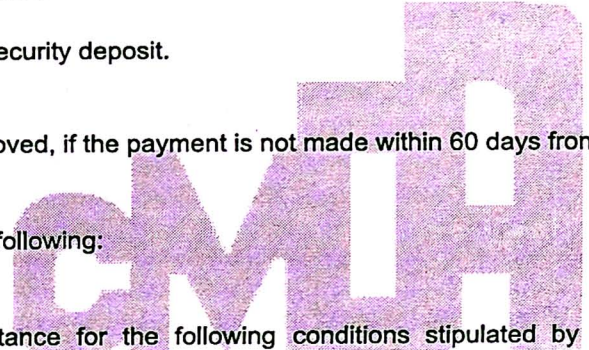 ecurity deposit.
oved, if the payment is not made within 60 days from
following:
tance for the following conditions stipulated by
CMDA